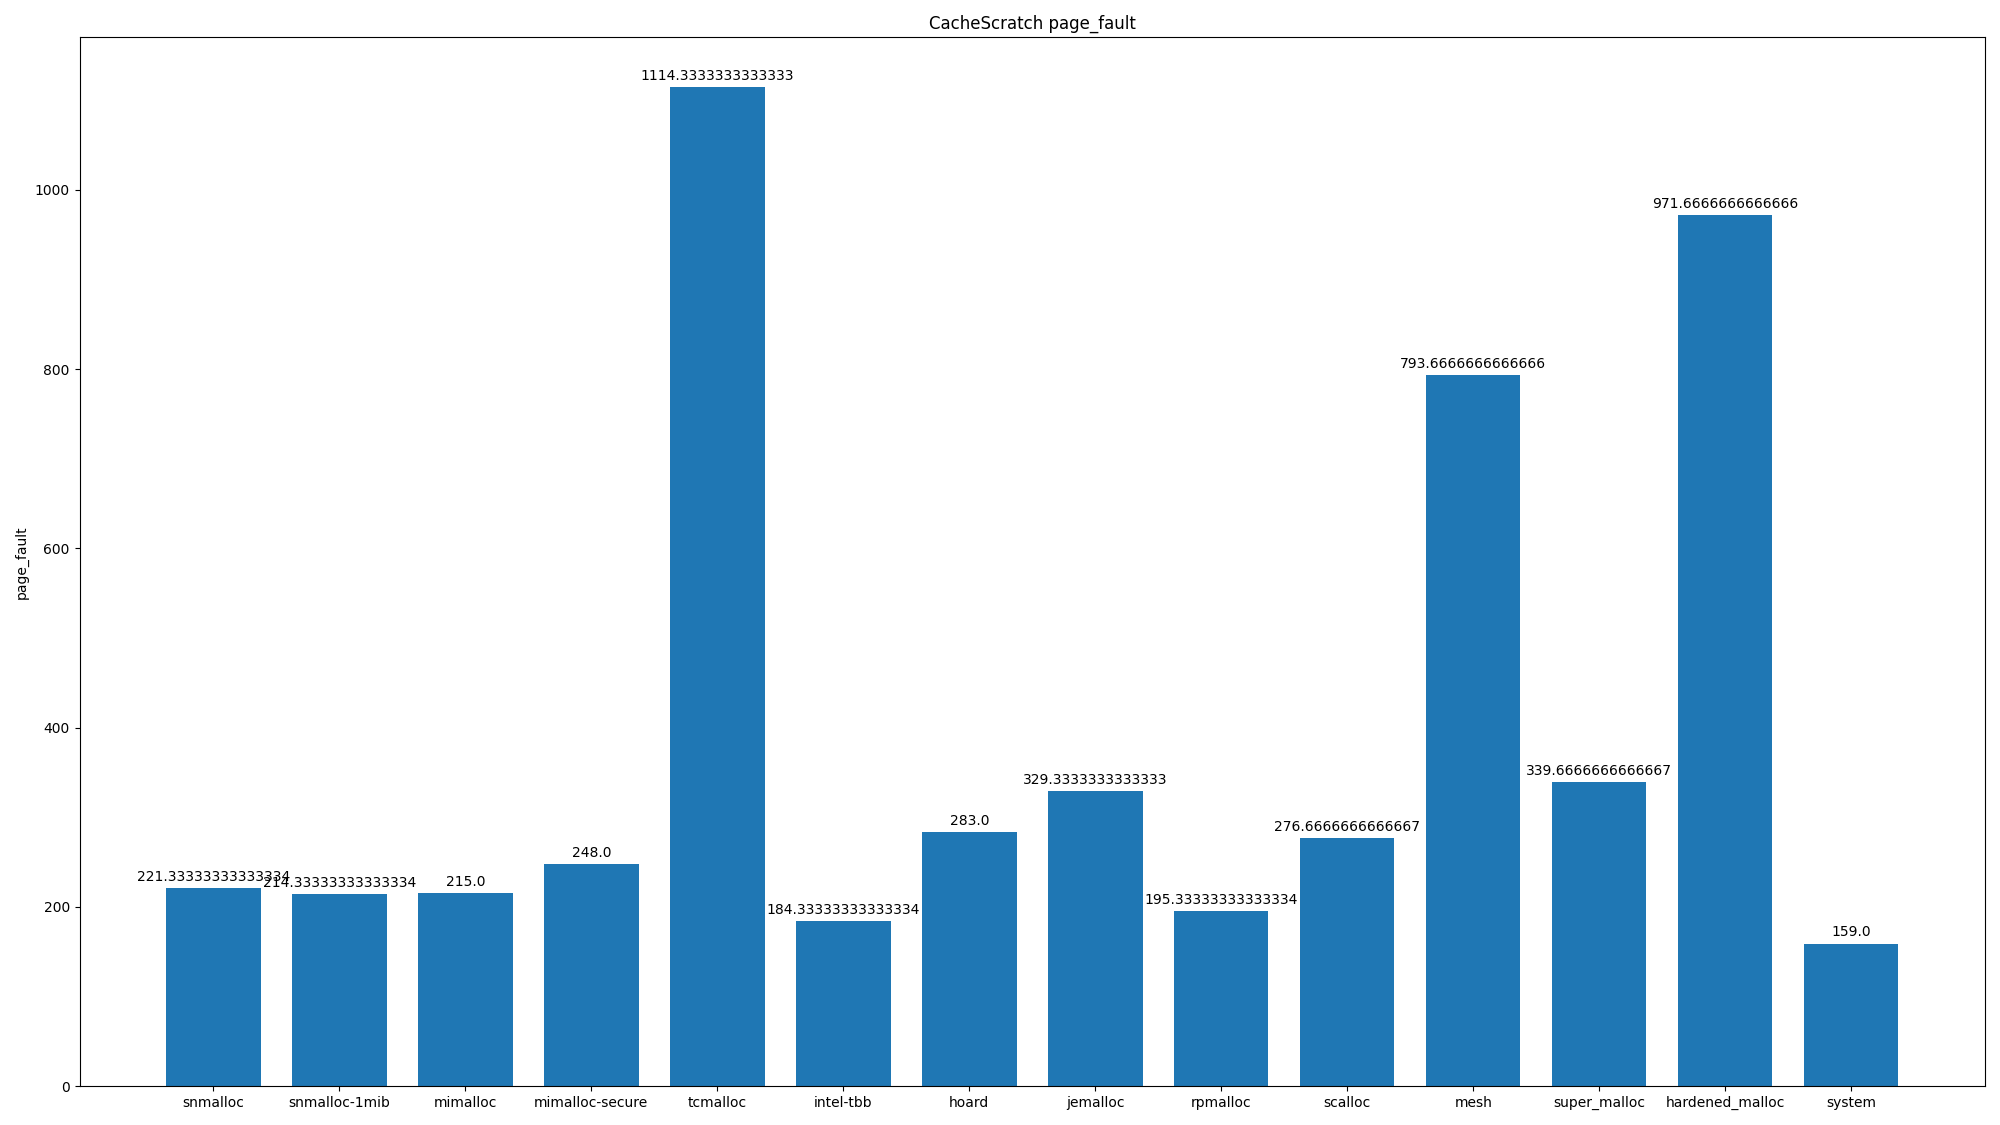 CacheScratch page_fault
page_fault
1000
800
600
400
200
0
221.33333333333334
214.33333333333334
215.0
248.0
1114.3333333333333
184.33333333333334
283.0
329.3333333333333
195.33333333333334
276.6666666666667
793.6666666666666
339.6666666666667
971.6666666666666
159.0
snmalloc
snmalloc-1mib
mimalloc
mimalloc-secure
tcmalloc
intel-tbb
hoard
jemalloc
rpmalloc
scalloc
mesh
super_malloc
hardened_malloc
system